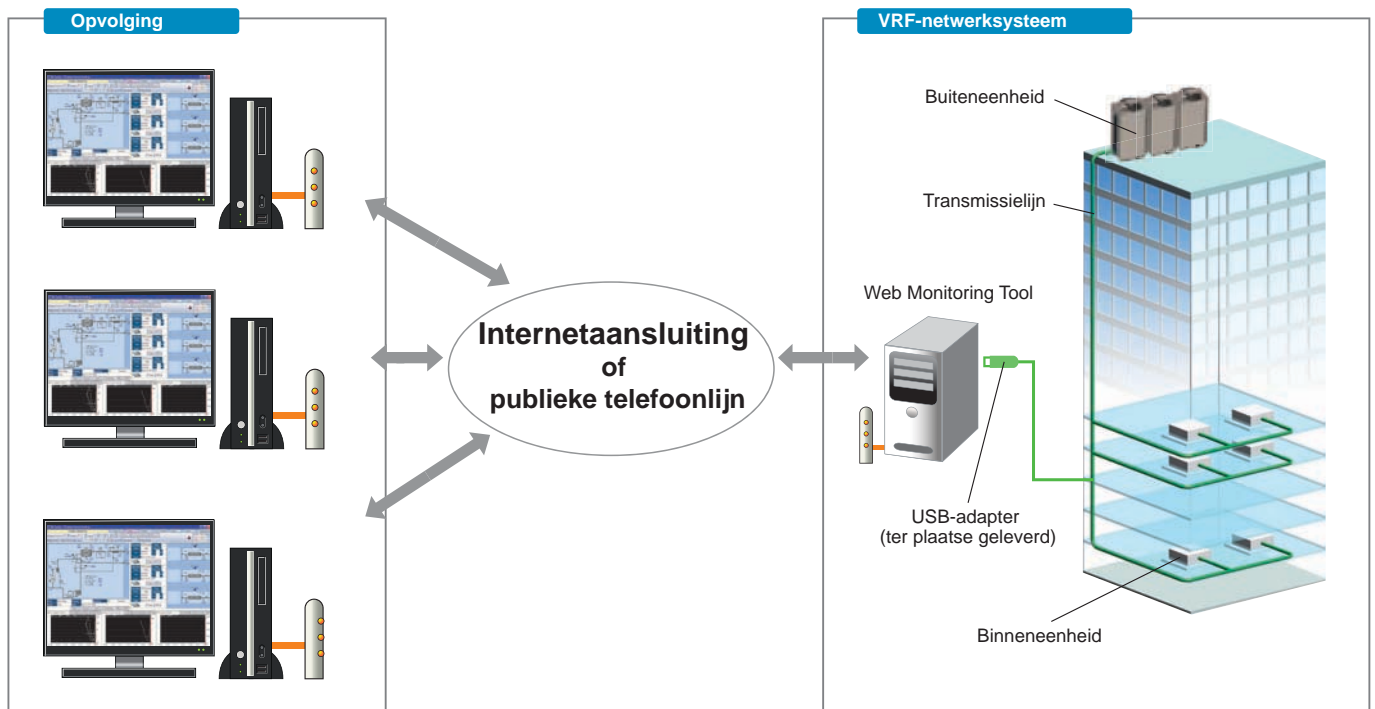 Opvolging
VRF-netwerksysteem
Buiteneenheid
Transmissielijn
Web Monitoring Tool
Internetaansluiting
of
publieke telefoonlijn
USB-adapter
(ter plaatse geleverd)
Binneneenheid